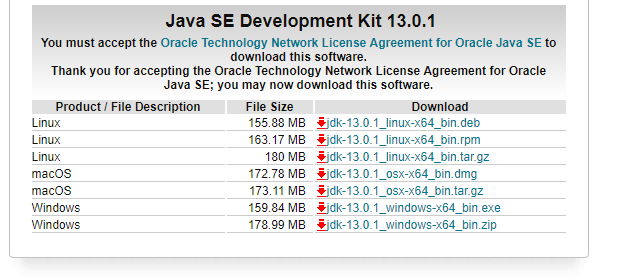 Java SE Development Kit 13.0.1
You must accept the Oracle Technology Network License Agreement for Oracle Java SE to
download this software.
Thank you for accepting the Oracle Technology Network License Agreement for Oracle
Java SE; you may now download this software.
Product / File Description File Size Download
Linux 155.88 MB jdk-13.0.1_linux-x64_bin.deb
Linux 163.17 MB jdk-13.0.1_linux-x64_bin.rpm
Linux 180 MB jdk-13.0.1_linux-x64_bin.tar.gz
macOS 172.78 MB jdk-13.0.1_osx-x64_bin.dmg
macOS 173.11 MB jdk-13.0.1_osx-x64_bin.tar.gz
Windows 159.84 MB jdk-13.0.1_windows-x64_bin.exe
Windows 178.99 MB jdk-13.0.1_windows-x64_bin.zip